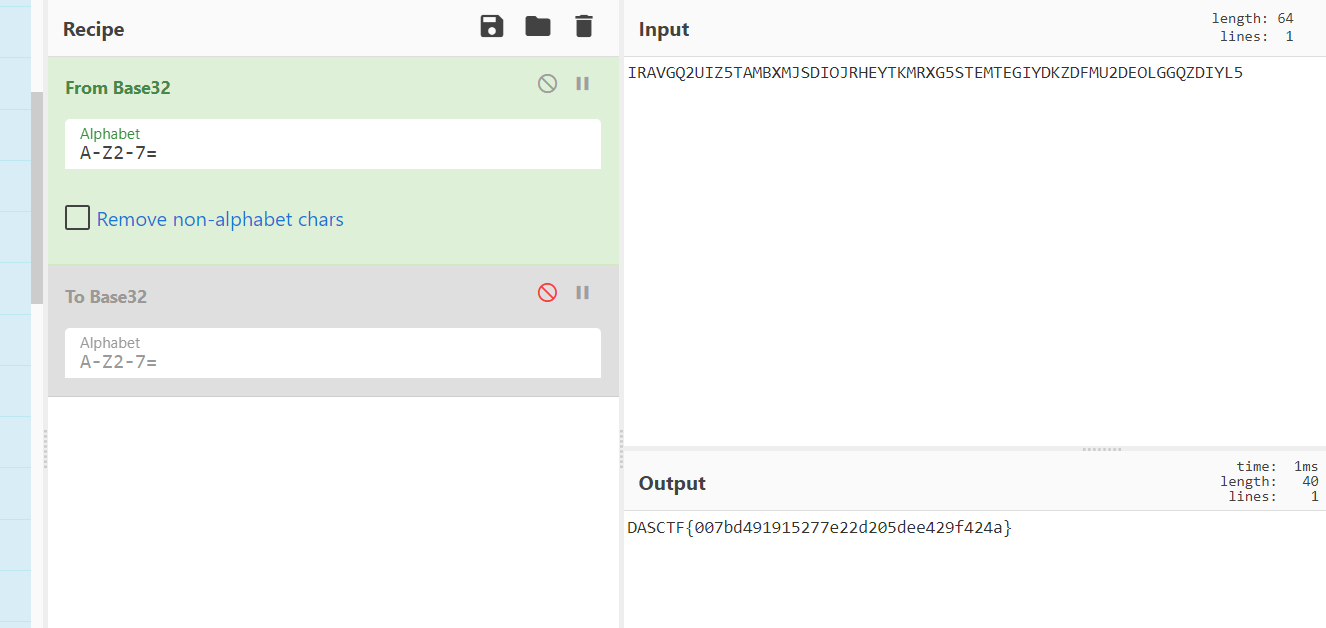 Recipe
From Base32
Alphabet
A-Z2-7=
Remove non-alphabet chars
To Base32
Alphabet
A-Z2-7=
Input
length: 64
lines: 1
IRAVGQ2UIZ5TAMBXMJSDIOJRHEYTKMRXG5STEMTEGIYDKZDFMU2DEOLGGQZDIYL5
Output
time: 1ms
length: 40
lines: 1
DASCTF{007bd491915277e22d205dee429f424a}